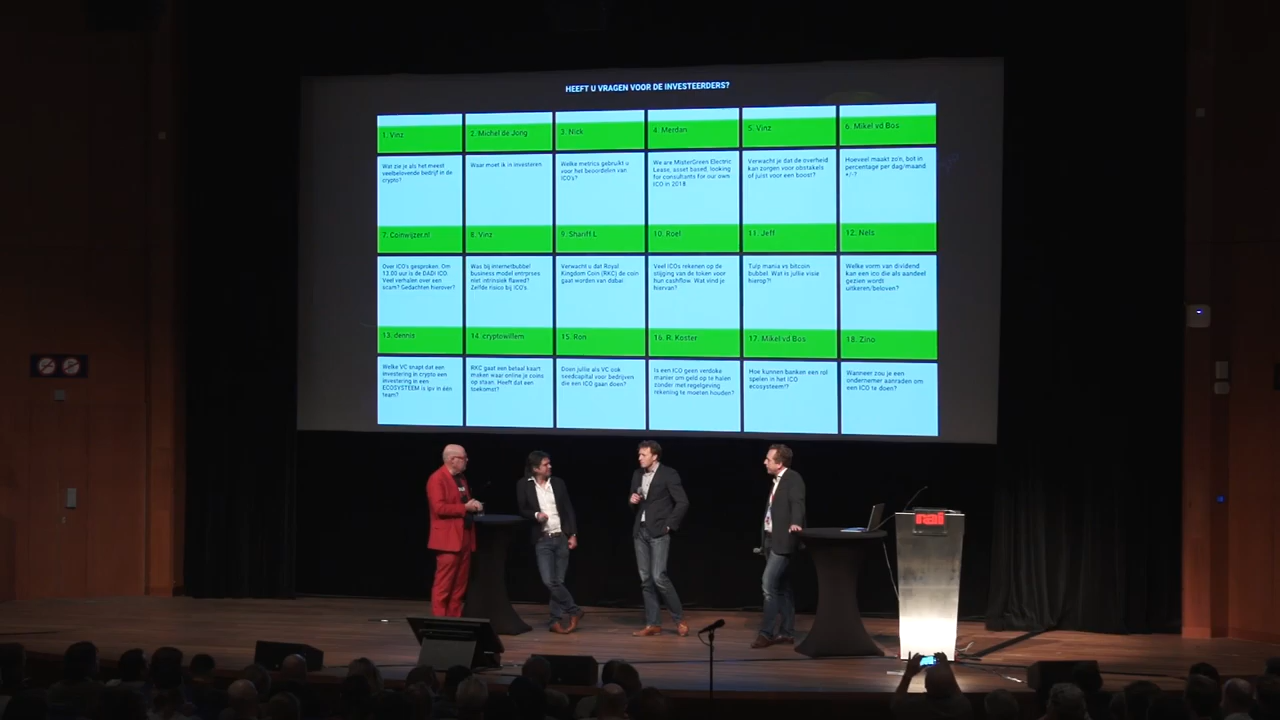 HEEFT U VRAGEN VOOR DE INVESTEERDERS?
1. Vinz
2. Michel de Jong
3. Nick
4. Merdan
5. Vinz
6. Mikel vd Bos
Wat zie je als het meest
veelbelovende bedrijf in de
crypto?
Waar moet ik in investeren
Welke metrics gebruikt u
voor het beoordelen van
ICO's?
We are MisterGreen Electric
Lease, asset based, looking
for consultants for our own
ICO in 2018
Verwacht je dat de overheid
kan zorgen voor obstakels
of juist voor een boost?
Hoeveel maakt zo'n, bot in
percentage per dag/maand
+/-?
7. Coinwijzer.nl
8. Vinz
9. Shariff L.
10. Roel
11. Jeff
12. Nels
Over ICO's gesproken. Om
13.00 uur is de DADI ICO.
Veel verhalen over een
scam? Gedachten hierover?
Was bij internetbubbel
business model entrprses
niet intrinsiek flawed?
Zelfde risico bij ICO's.
Verwacht u dat Royal
Kingdom Coin (RKC) de coin
gaat worden van dabar
Veel ICOs rekenen op de
stijging van de token voor
hun cashflow. Wat vind je
hiervan?
Tulp mania vs bitcoin
bubbel. Wat is jullie visie
hierop?!
Welke vorm van dividend
kan een ico die als aandeel
gezien wordt
uitkeren/beloven?
13. dennis
14. cryptowillem
15. Ron
16. R. Koster
17. Mikel vd Bos
18. Zino
Welke VC snapt dat een
investering in crypto een
investering in een
ECOSYSTEEM is ipv in één
team?
RKC gaat een betaal kaart
maken waar online je coins
op staan. Heeft dat een
toekomst?
Doen jullie als VC ook
seedcapital voor bedrijven
die een ICO gaan doen?
Is een ICO geen verdoke
manier om geld op te halen
zonder met regelgeving
rekening te moeten houden?
Hoe kunnen banken een rol
spelen in het ICO
ecosysteem!?
Wanneer zou je een
ondernemer aanraden om
een ICO te doen?
rai